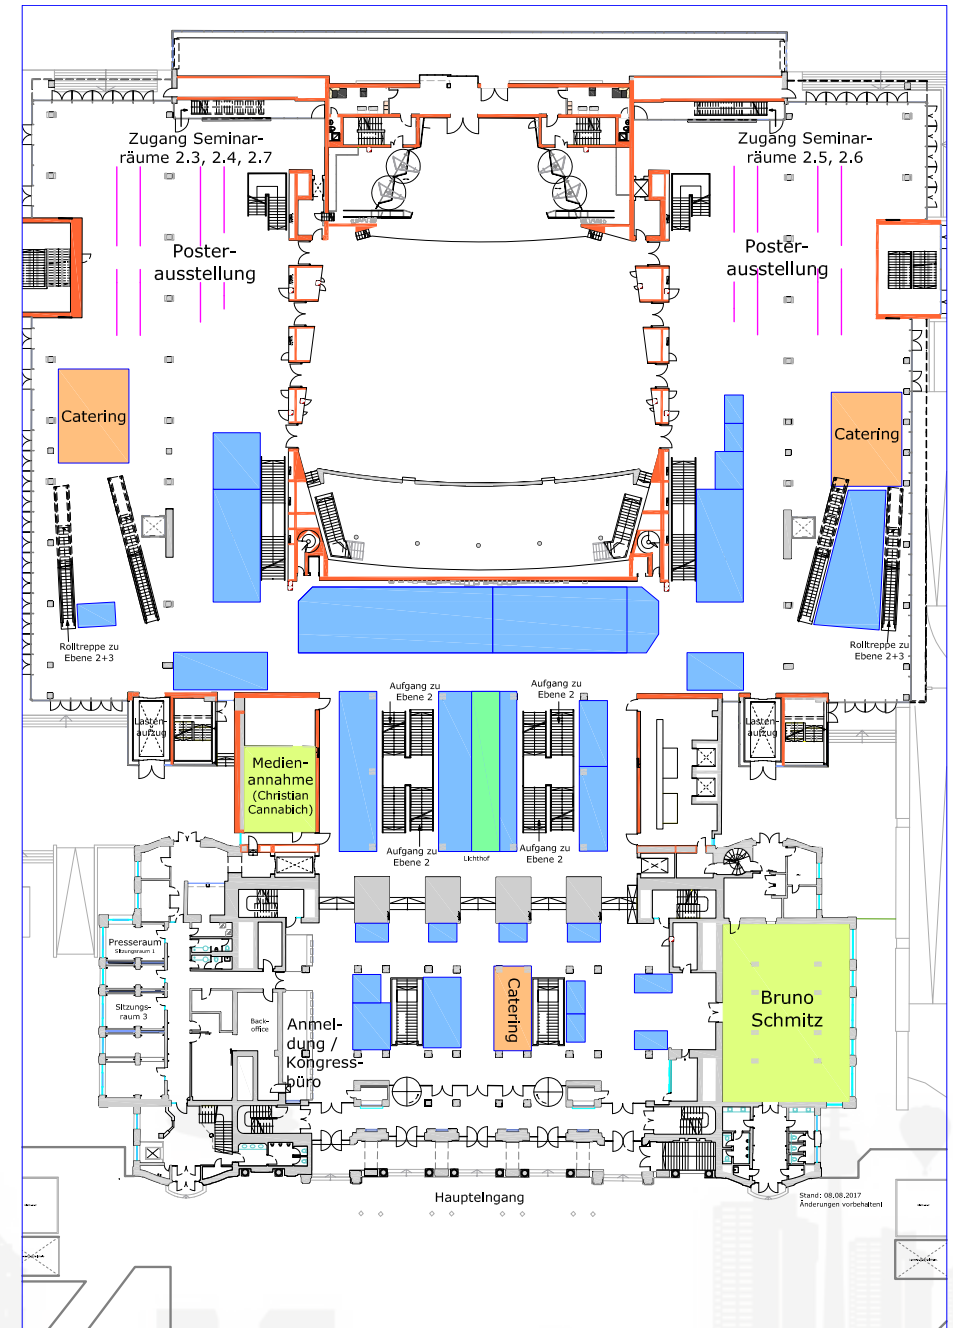 Zugang Seminar-
räume 2.3, 2.4, 2.7
Zugang Seminar-
räume 2.5, 2.6
Poster-
ausstellung
Poster-
ausstellung
Catering
Catering
Rolltreppe zu
Ebene 2+3
Rolltreppe zu
Ebene 2+3
Aufgang zu
Ebene 2
Aufgang zu
Ebene 2
Lasten-
aufzug
Lasten-
aufzug
Medien-
annahme
(Christian
Cannabich)
Aufgang zu
Ebene 2
Lichthof
Aufgang zu
Ebene 2
Presseraum
Sitzungsraum 1
Sitzungs-
raum 3
Back-
office
Anmel-
dung /
Kongress-
büro
Catering
Bruno
Schmitz
Haupteingang
Stand: 08.08.2017
Änderungen vorbehalten!